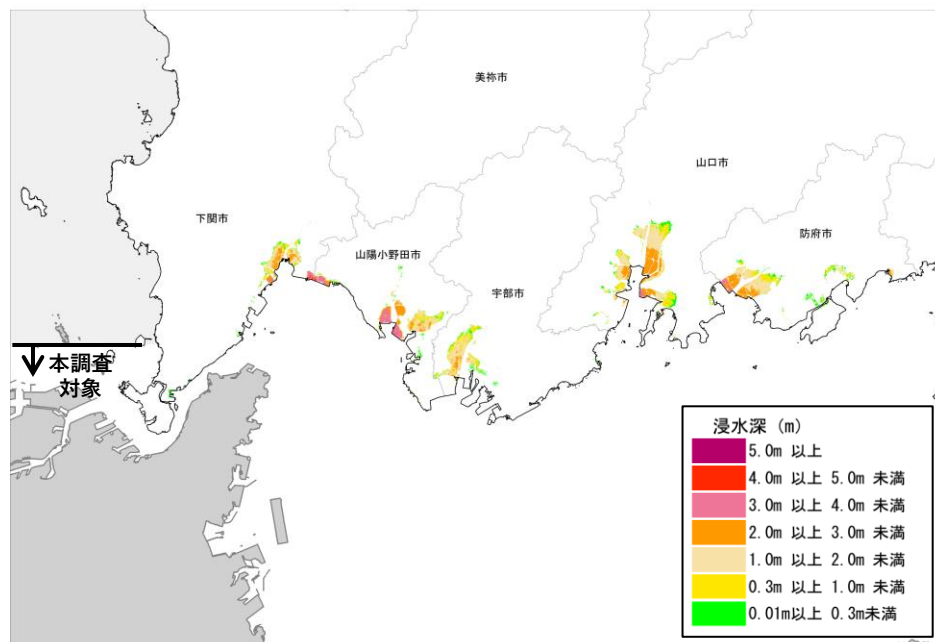 美祢市
山口市
下関市
防府市
山陽小野田市
宇部市
本調査
対象
浸水深 (m)
5.0m 以上
4.0m 以上 5.0m 未満
3.0m 以上 4.0m 未満
2.0m 以上 3.0m 未満
1.0m 以上 2.0m 未満
0.3m 以上 1.0m 未満
0.01m以上 0.3m未満